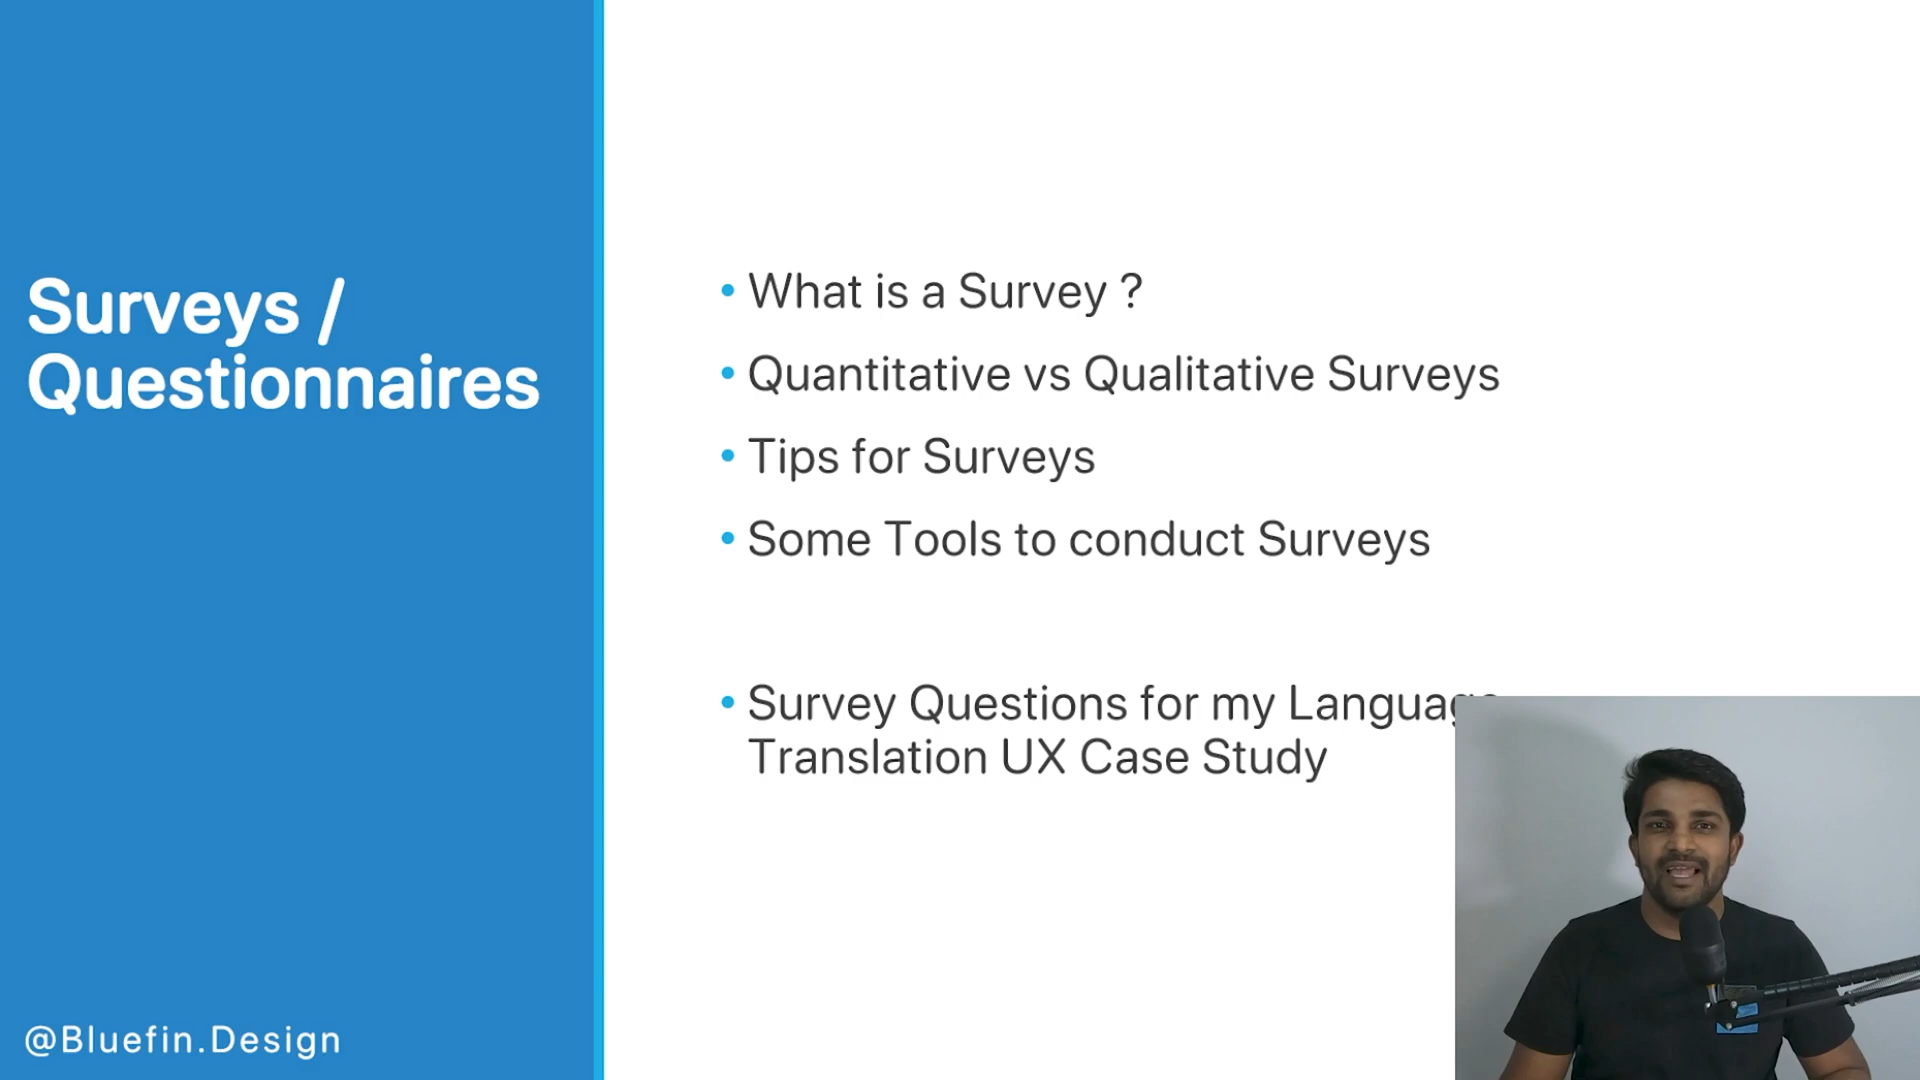 Surveys /
Questionnaires
• What is a Survey ?
• Quantitative vs Qualitative Surveys
• Tips for Surveys
• Some Tools to conduct Surveys
• Survey Questions for my Language
Translation UX Case Study
@Bluefin.Design